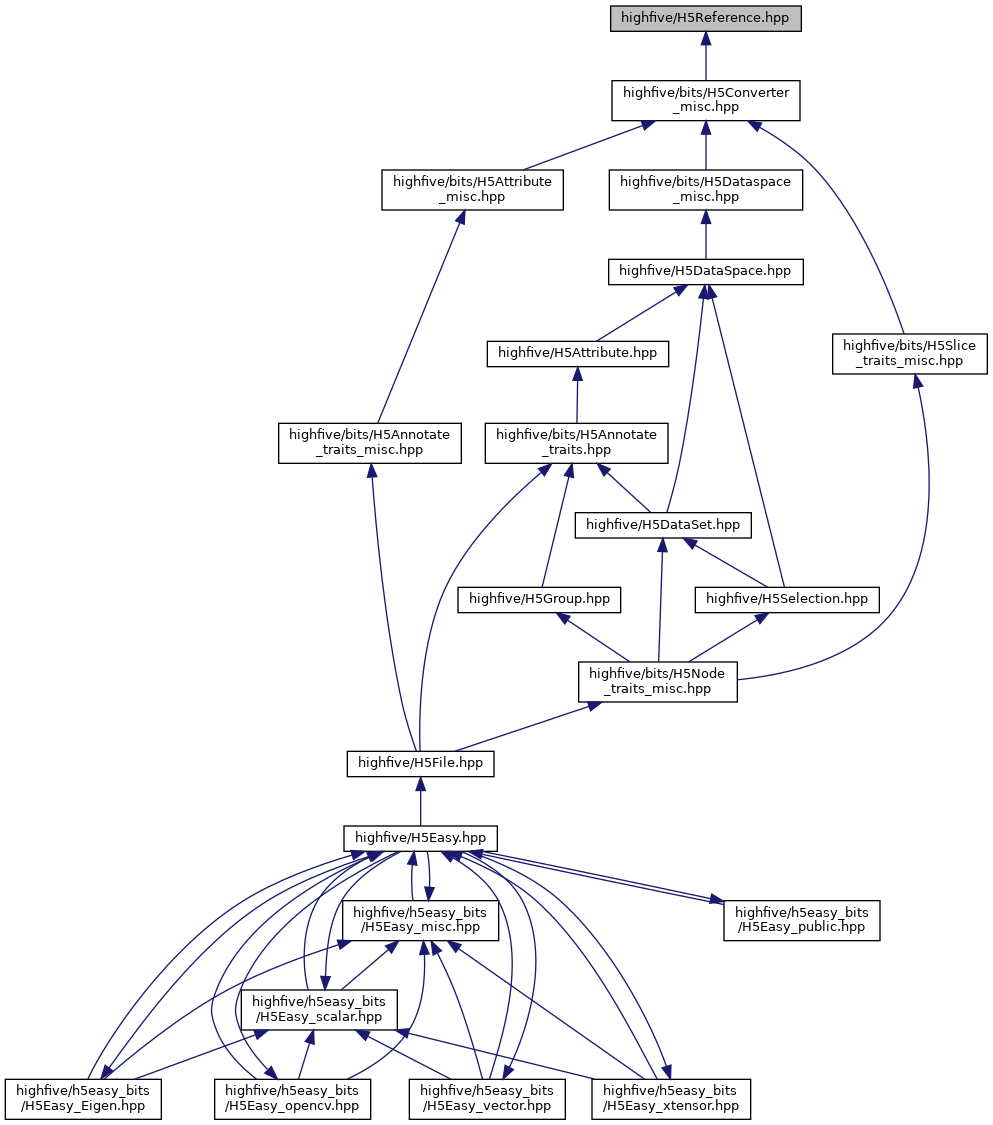 highfive/H5Reference.hpp
highfive/bits/H5Converter
_misc.hpp
highfive/bits/H5Attribute
_misc.hpp
highfive/bits/H5Dataspace
_misc.hpp
highfive/H5DataSpace.hpp
highfive/H5Attribute.hpp
highfive/bits/H5Slice
_traits_misc.hpp
highfive/bits/H5Annotate
_traits_misc.hpp
highfive/bits/H5Annotate
_traits.hpp
highfive/H5DataSet.hpp
highfive/H5Group.hpp
highfive/H5Selection.hpp
highfive/bits/H5Node
_traits_misc.hpp
highfive/H5File.hpp
highfive/H5Easy.hpp
highfive/h5easy_bits
/H5Easy_misc.hpp
highfive/h5easy_bits
/H5Easy_public.hpp
highfive/h5easy_bits
/H5Easy_scalar.hpp
highfive/h5easy_bits
/H5Easy_Eigen.hpp
highfive/h5easy_bits
/H5Easy_opencv.hpp
highfive/h5easy_bits
/H5Easy_vector.hpp
highfive/h5easy_bits
/H5Easy_xtensor.hpp